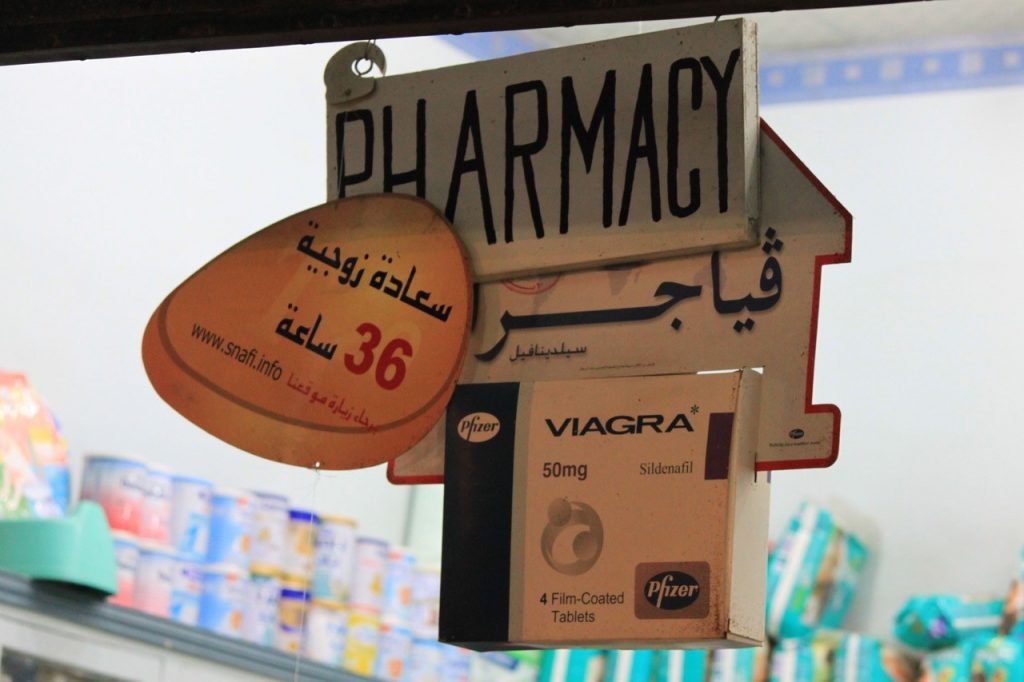 PHARMACY
سعادة زوجية
36 ساعة
www.snafi.info
رجاء زيارة موقعنا
ڤياجرا
سيلدينافيل
Pfizer
VIAGRA*
50mg
Sildenafil
4 Film-Coated
Tablets
Pfizer